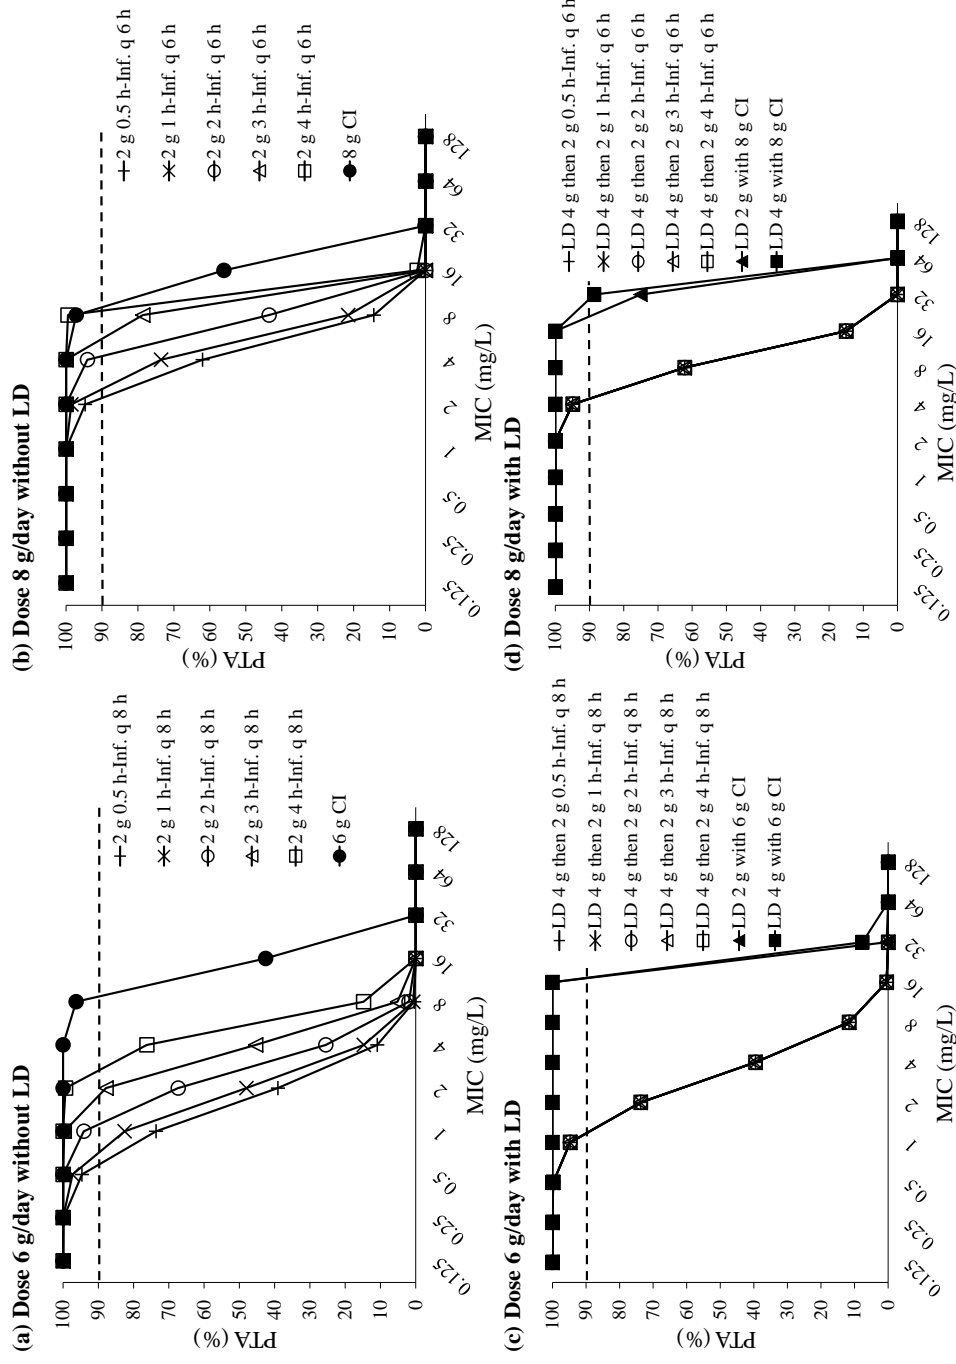 (a) Dose 6 g/day without LD
100
90
80
70
60
50
40
30
20
10
0
PTA (%)
0.125
0.25
0.5
1
2
4
8
16
32
64
128
MIC (mg/L)
2 g 0.5 h-Inf. q 8 h
2 g 1 h-Inf. q 8 h
2 g 2 h-Inf. q 8 h
2 g 3 h-Inf. q 8 h
2 g 4 h-Inf. q 8 h
6 g CI
(b) Dose 8 g/day without LD
100
90
80
70
60
50
40
30
20
10
0
PTA (%)
0.125
0.25
0.5
1
2
4
8
16
32
64
128
MIC (mg/L)
2 g 0.5 h-Inf. q 6 h
2 g 1 h-Inf. q 6 h
2 g 2 h-Inf. q 6 h
2 g 3 h-Inf. q 6 h
2 g 4 h-Inf. q 6 h
8 g CI
(c) Dose 6 g/day with LD
100
90
80
70
60
50
40
30
20
10
0
PTA (%)
0.125
0.25
0.5
1
2
4
8
16
32
64
128
MIC (mg/L)
LD 4 g then 2 g 0.5 h-Inf. q 8 h
LD 4 g then 2 g 1 h-Inf. q 8 h
LD 4 g then 2 g 2 h-Inf. q 8 h
LD 4 g then 2 g 3 h-Inf. q 8 h
LD 4 g then 2 g 4 h-Inf. q 8 h
LD 2 g with 6 g CI
LD 4 g with 6 g CI
(d) Dose 8 g/day with LD
100
90
80
70
60
50
40
30
20
10
0
PTA (%)
0.125
0.25
0.5
1
2
4
8
16
32
64
128
MIC (mg/L)
LD 4 g then 2 g 0.5 h-Inf. q 6 h
LD 4 g then 2 g 1 h-Inf. q 6 h
LD 4 g then 2 g 2 h-Inf. q 6 h
LD 4 g then 2 g 3 h-Inf. q 6 h
LD 4 g then 2 g 4 h-Inf. q 6 h
LD 2 g with 8 g CI
LD 4 g with 8 g CI